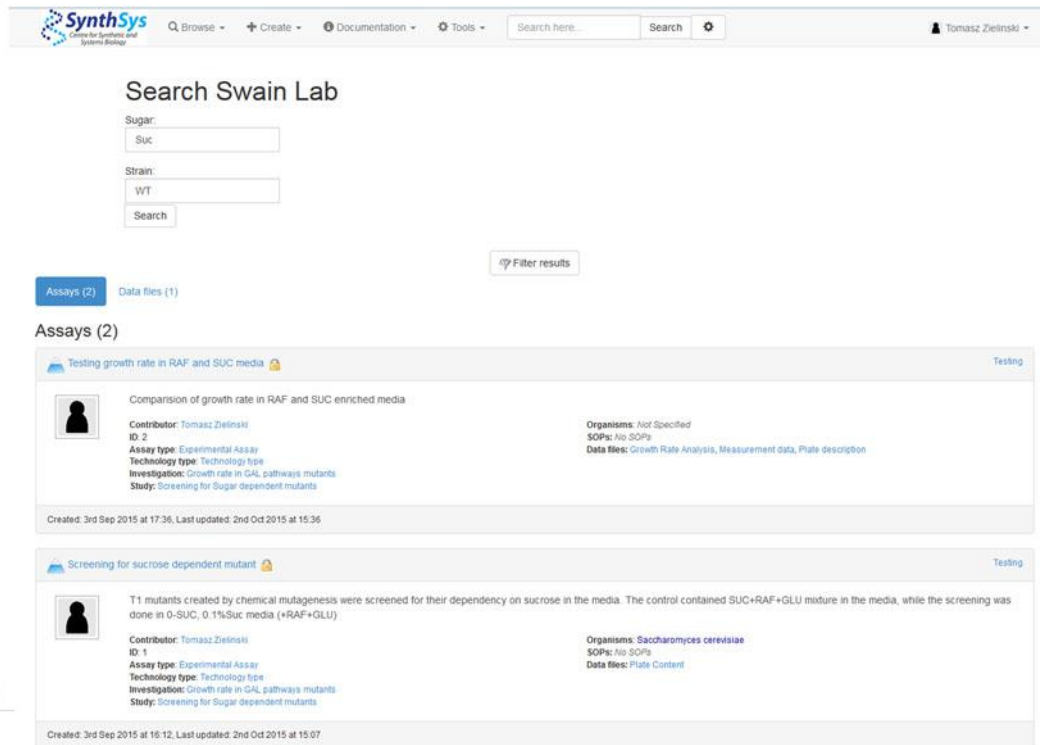 SynthSys
Centre for Synthetic and
Systems Biology
Browse
Create
Documentation
Tools
Search here...
Search
Tomasz Zielinski
Search Swain Lab
Sugar:
Suc
Strain:
WT
Search
Filter results
Assays (2) Data files (1)
Assays (2)
Testing growth rate in RAF and SUC media Testing
Comparision of growth rate in RAF and SUC enriched media
Contributor: Tomasz Zielinski
ID: 2
Assay type: Experimental Assay
Technology type: Technology type
Investigation: Growth rate in GAL pathways mutants
Study: Screening for Sugar dependent mutants
Organisms: Not Specified
SOPs: No SOPs
Data files: Growth Rate Analysis, Measurement data, Plate description
Created: 3rd Sep 2015 at 17:36, Last updated: 2nd Oct 2015 at 15:36
Screening for sucrose dependent mutant Testing
T1 mutants created by chemical mutagenesis were screened for their dependency on sucrose in the media. The control contained SUC+RAF+GLU mixture in the media, while the screening was
done in 0-SUC, 0.1%Suc media (+RAF+GLU)
Contributor: Tomasz Zielinski
ID: 1
Assay type: Experimental Assay
Technology type: Technology type
Investigation: Growth rate in GAL pathways mutants
Study: Screening for Sugar dependent mutants
Organisms: Saccharomyces cerevisiae
SOPs: No SOPs
Data files: Plate Content
Created: 3rd Sep 2015 at 16:12, Last updated: 2nd Oct 2015 at 15:07